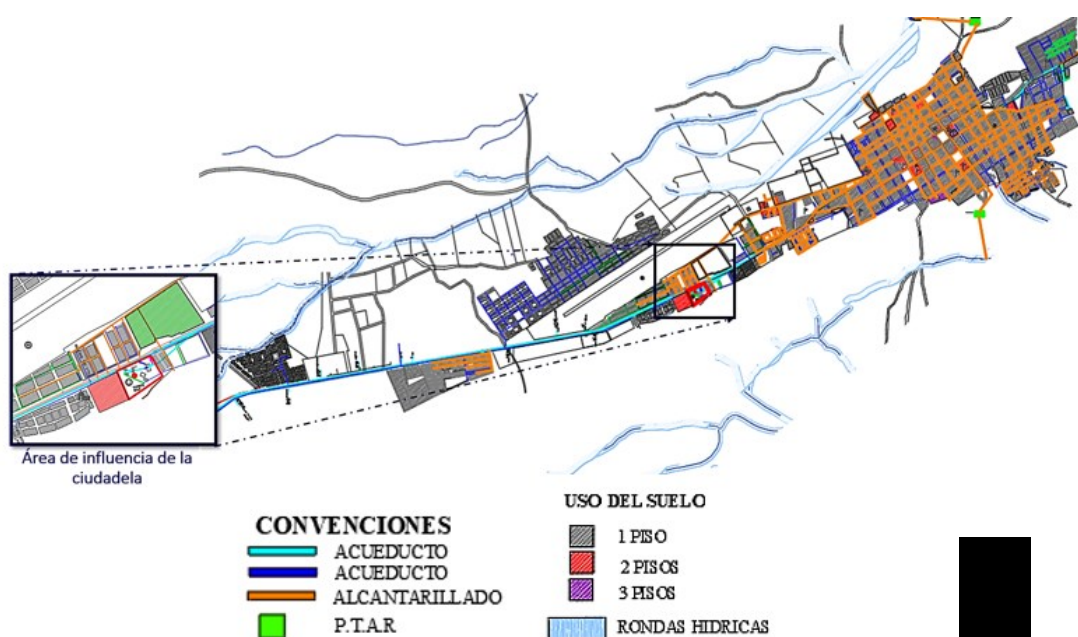 Área de influencia de la
ciudadela
CONVENCIONES
ACUEDUCTO
ACUEDUCTO
ALCANTARILLADO
P.T.A.R
USO DEL SUELO
1 PISO
2 PISOS
3 PISOS
RONDAS HIDRICAS